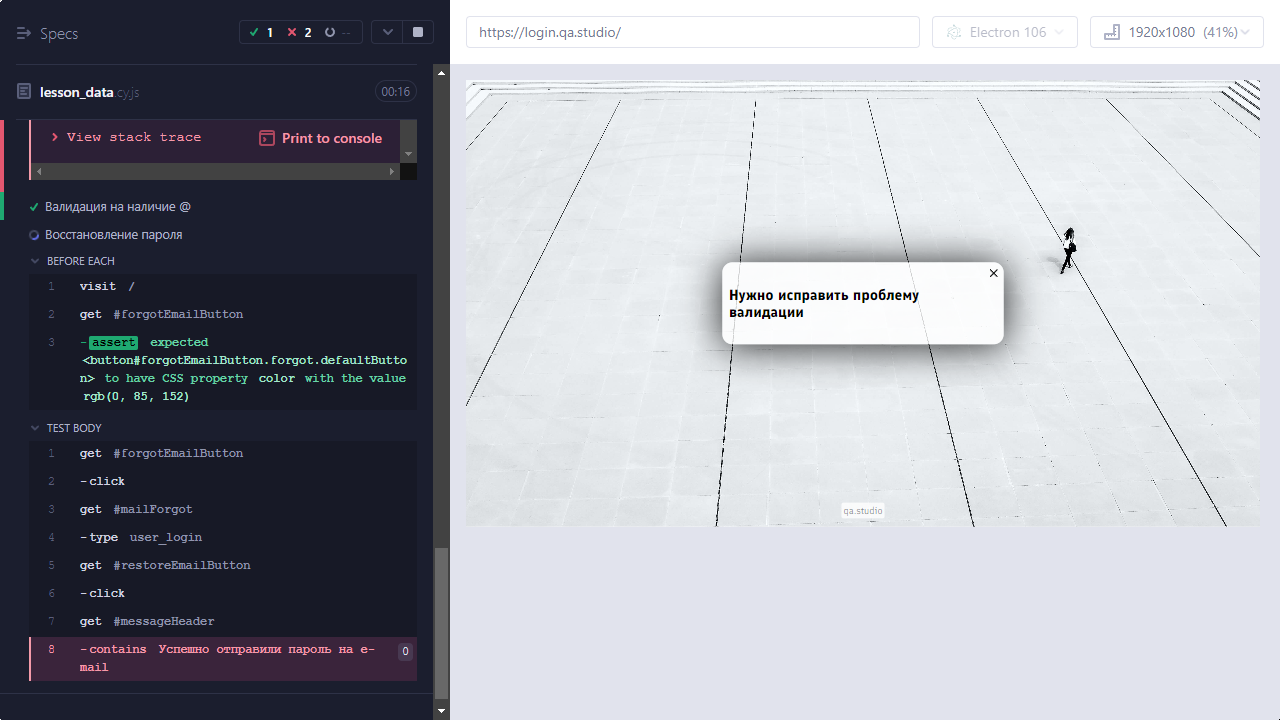 Specs
1
2
--
lesson_data.cy.js
00:16
View stack trace
Print to console
Валидация на наличие @
Восстановление пароля
BEFORE EACH
1 visit /
2 get #forgotEmailButton
3 -assert expected
<button#forgotEmailButton.forgot.defaultButto
n> to have CSS property color with the value
rgb(0, 85, 152)
TEST BODY
1 get #forgotEmailButton
2 -click
3 get #mailForgot
4 -type user_login
5 get #restoreEmailButton
6 -click
7 get #messageHeader
8 -contains Успешно отправили пароль на e-
mail
0
https://login.qa.studio/
Electron 106
1920x1080 (41%)
Нужно исправить проблему
валидации
qa.studio